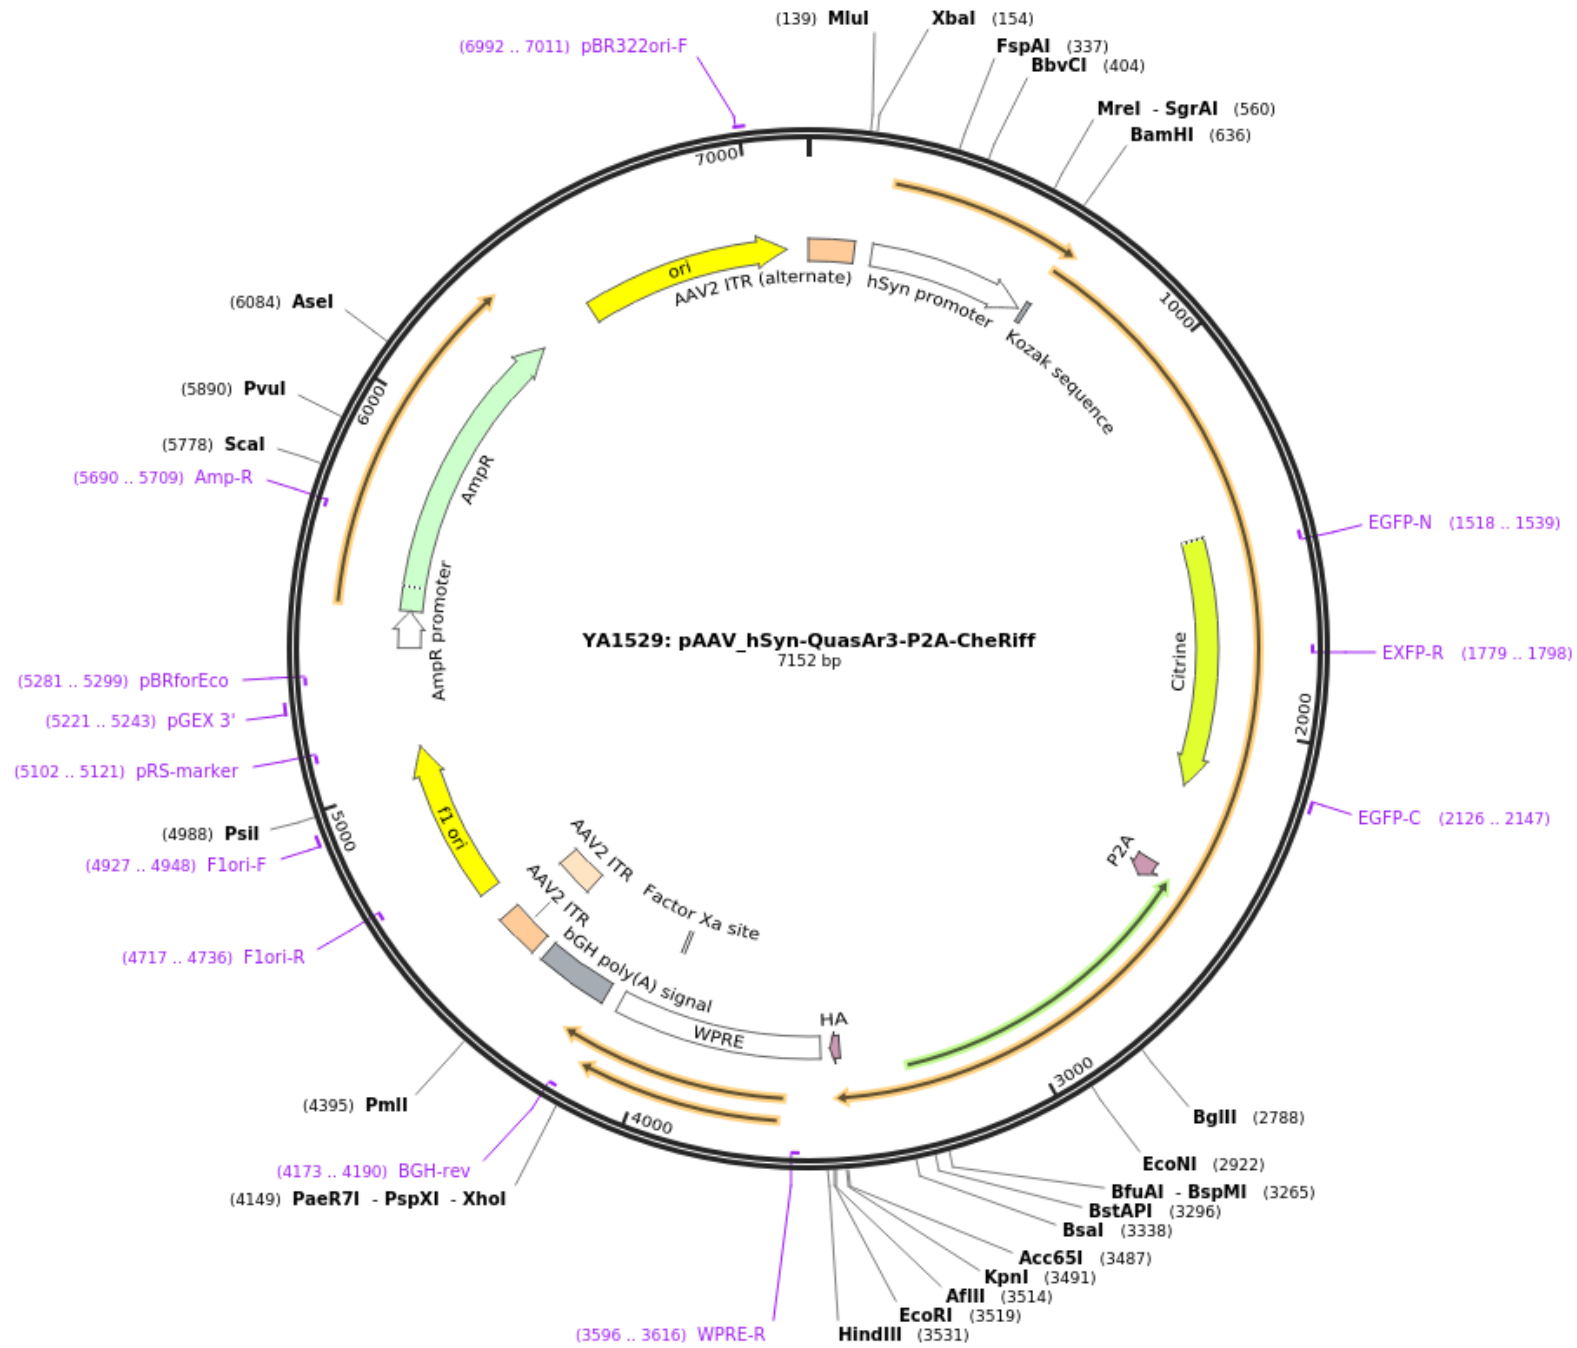 (139) MluI
XbaI (154)
(6992 .. 7011) pBR322ori-F
FspAI (337)
BbvCI (404)
MreI - SgrAI (560)
BamHI (636)
7000
ori
AAV2 ITR (alternate)
hSyn promoter
Kozak sequence
1000
(6084) AseI
(5890) PvuI
6000
(5778) ScaI
(5690 .. 5709) Amp-R
AmpR
EGFP-N (1518 .. 1539)
AmpR promoter
YA1529: pAAV_hSyn-QuasAr3-P2A-CheRiff
7152 bp
Citrine
EXFP-R (1779 .. 1798)
(5281 .. 5299) pBRforEco
(5221 .. 5243) pGEX 3'
2000
(5102 .. 5121) pRS-marker
EGFP-C (2126 .. 2147)
(4988) PsiI
5000
f1 ori
(4927 .. 4948) F1ori-F
AAV2 ITR
P2A
AAV2 ITR
Factor Xa site
(4717 .. 4736) F1ori-R
bGH poly(A) signal
WPRE
HA
3000
(4395) PmlI
4000
BglII (2788)
(4173 .. 4190) BGH-rev
EcoNI (2922)
(4149) PaeR7I - PspXI - XhoI
BfuAI - BspMI (3265)
BstAPI (3296)
BsaI (3338)
Acc65I (3487)
KpnI (3491)
AflII (3514)
EcoRI (3519)
(3596 .. 3616) WPRE-R
HindIII (3531)